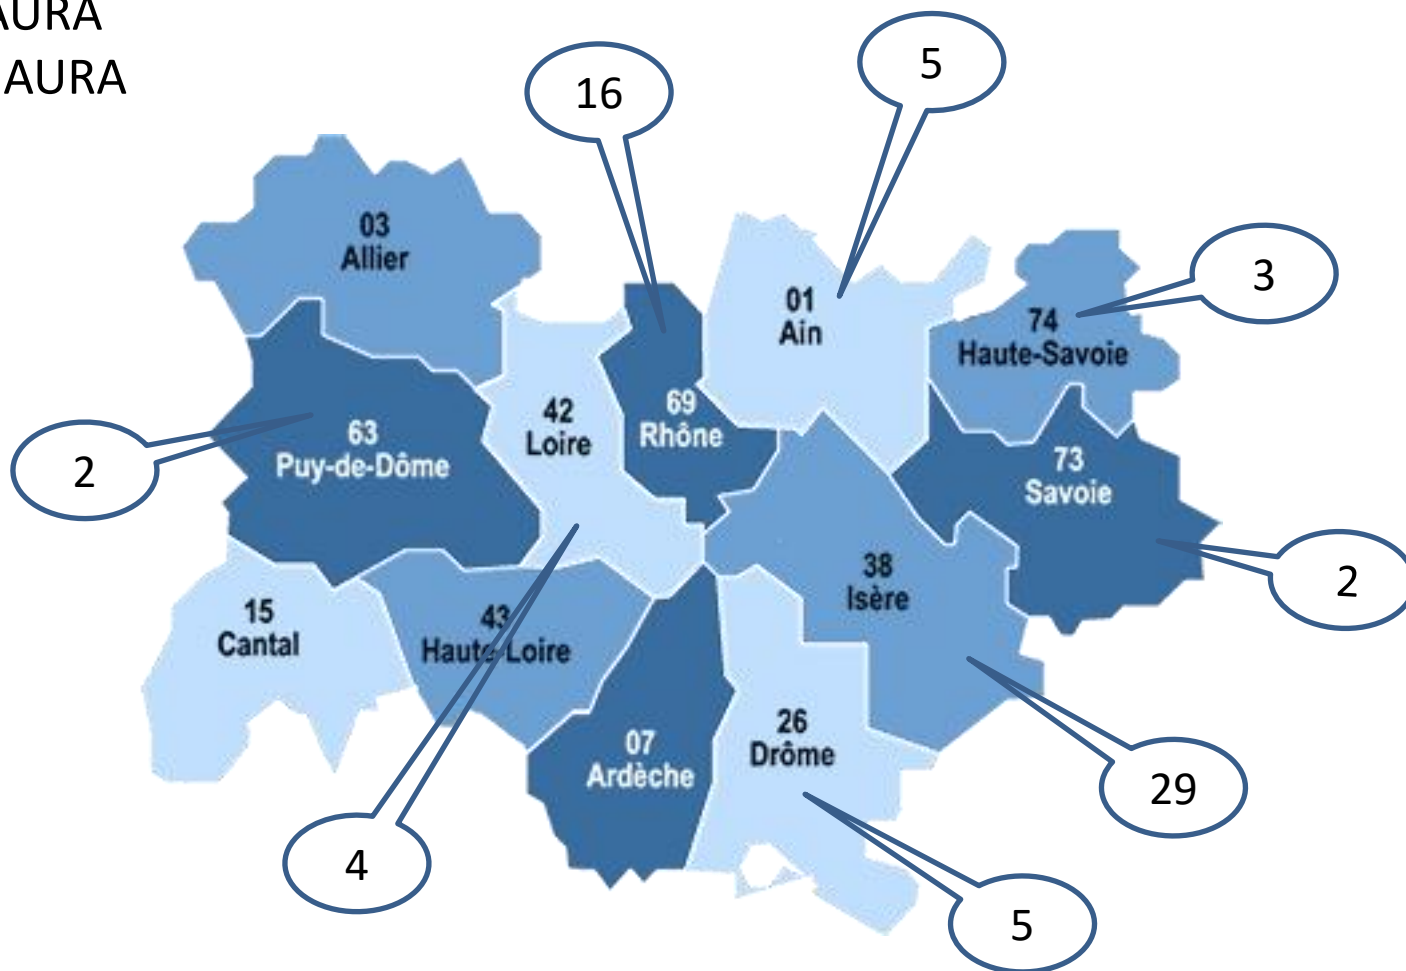 AURA
AURA
5
16
03
Allier
3
01
Ain
74
Haute-Savoie
42
Loire
69
Rhône
63
Puy-de-Dôme
2
73
Savoie
38
Isère
2
15
Cantal
43
Haute-Loire
26
Drôme
07
Ardèche
29
4
5